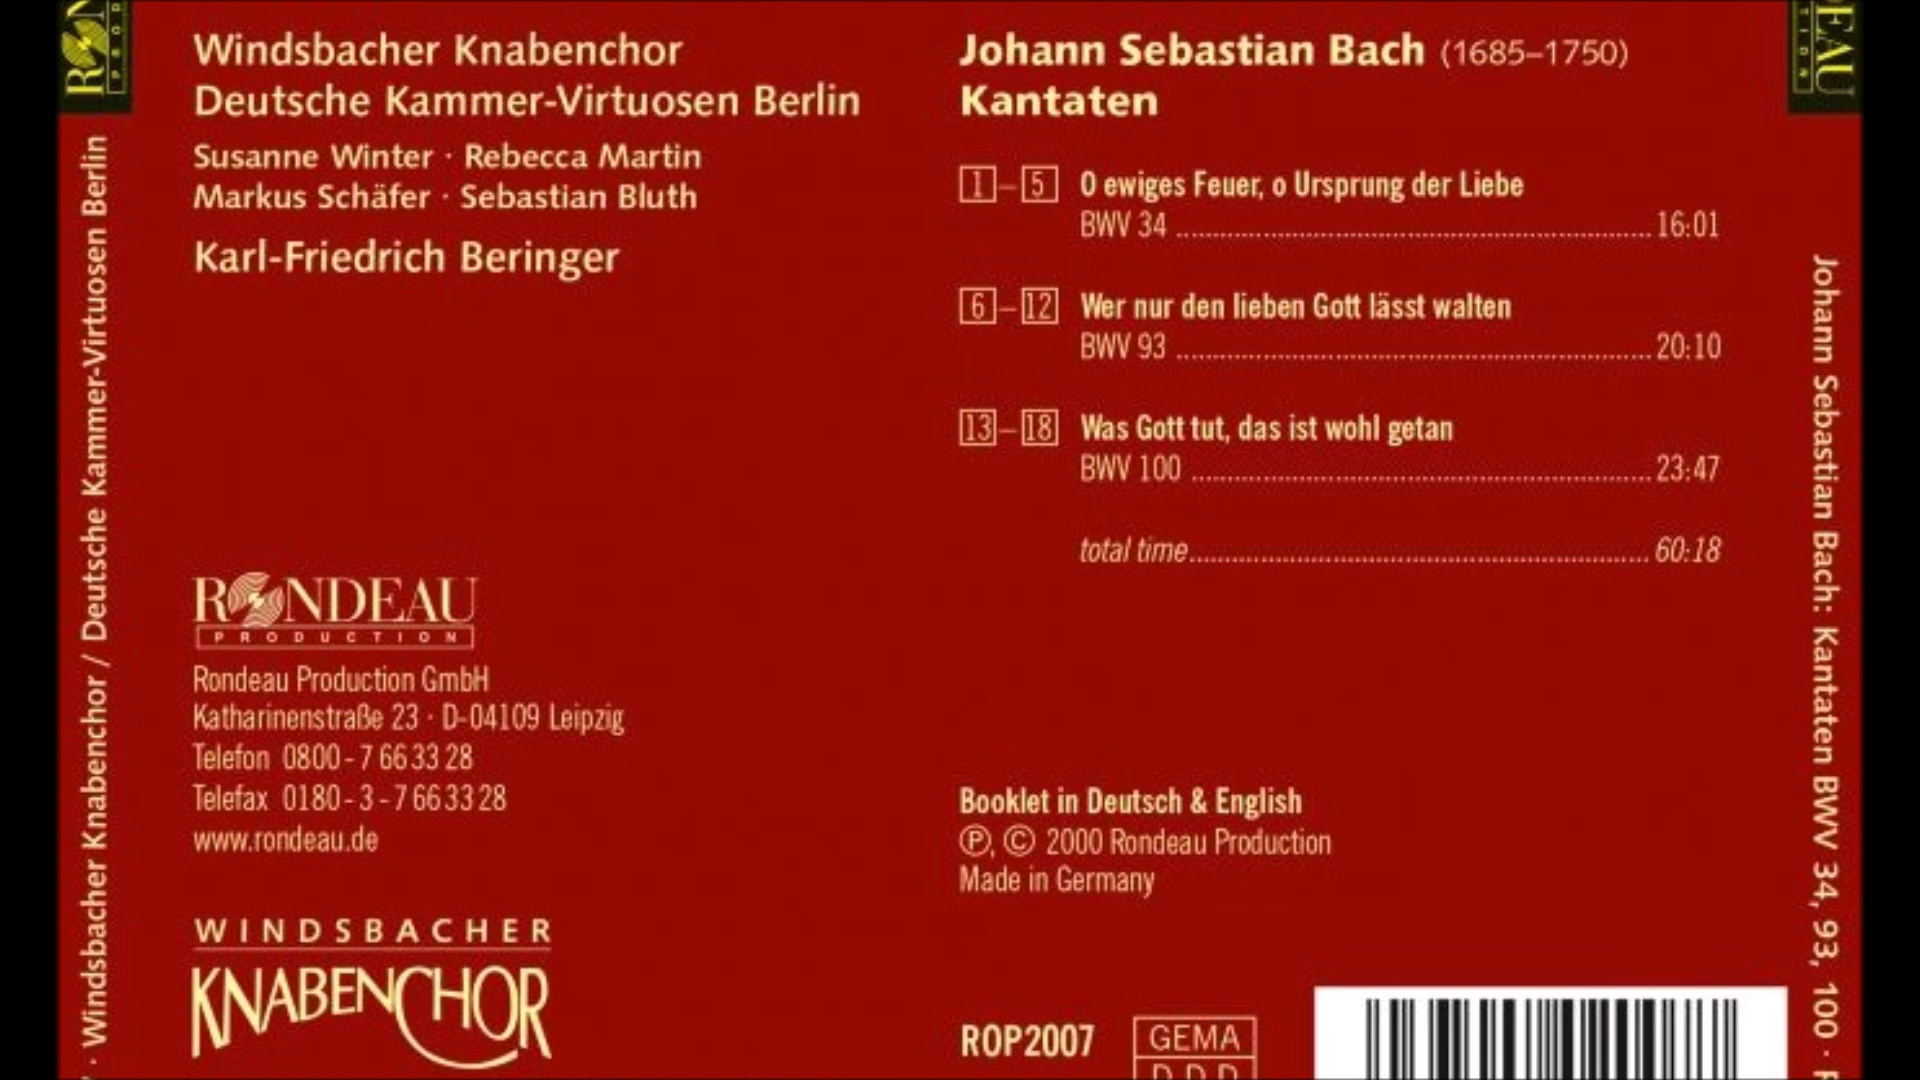 Windsbacher Knabenchor
Deutsche Kammer-Virtuosen Berlin
Susanne Winter · Rebecca Martin
Markus Schäfer · Sebastian Bluth
Karl-Friedrich Beringer
RONDEAU
PRODUCTION
Rondeau Production GmbH
Katharinenstraße 23 · D-04109 Leipzig
Telefon 0800 - 7 66 33 28
Telefax 0180 - 3 - 7 66 33 28
www.rondeau.de
WINDSBACHER
KNABENCHOR
Johann Sebastian Bach (1685–1750)
Kantaten
1 – 5 O ewiges Feuer, o Ursprung der Liebe
BWV 34 ........ 16:01
6 – 12 Wer nur den lieben Gott lässt walten
BWV 93 ........ 20:10
13 – 18 Was Gott tut, das ist wohl getan
BWV 100 ........ 23:47
total time ........ 60:18
Booklet in Deutsch & English
℗, © 2000 Rondeau Production
Made in Germany
ROP2007
GEMA
DDD
· Windsbacher Knabenchor / Deutsche Kammer-Virtuosen Berlin
Johann Sebastian Bach: Kantaten BWV 34, 93, 100 ·